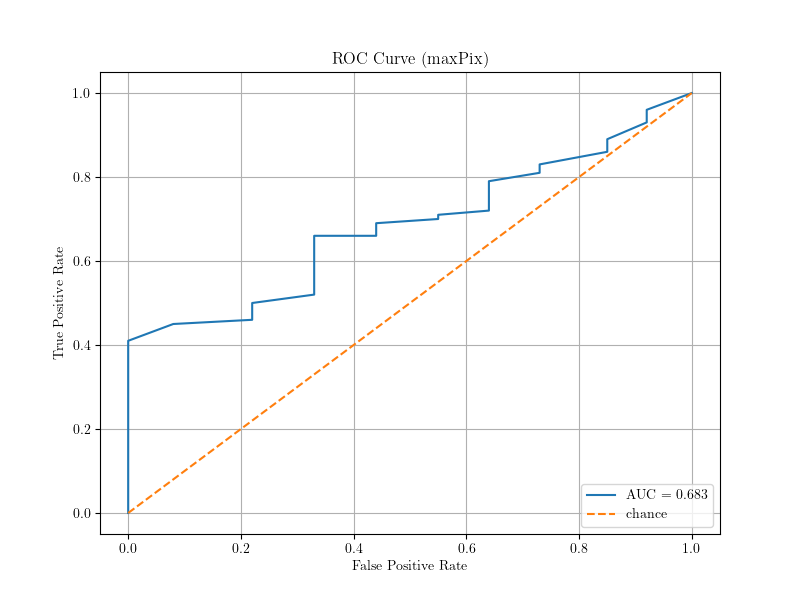 ROC Curve (maxPix)
True Positive Rate
1.0
0.8
0.6
0.4
0.2
0.0
0.0 0.2 0.4 0.6 0.8 1.0
False Positive Rate
AUC = 0.683
chance